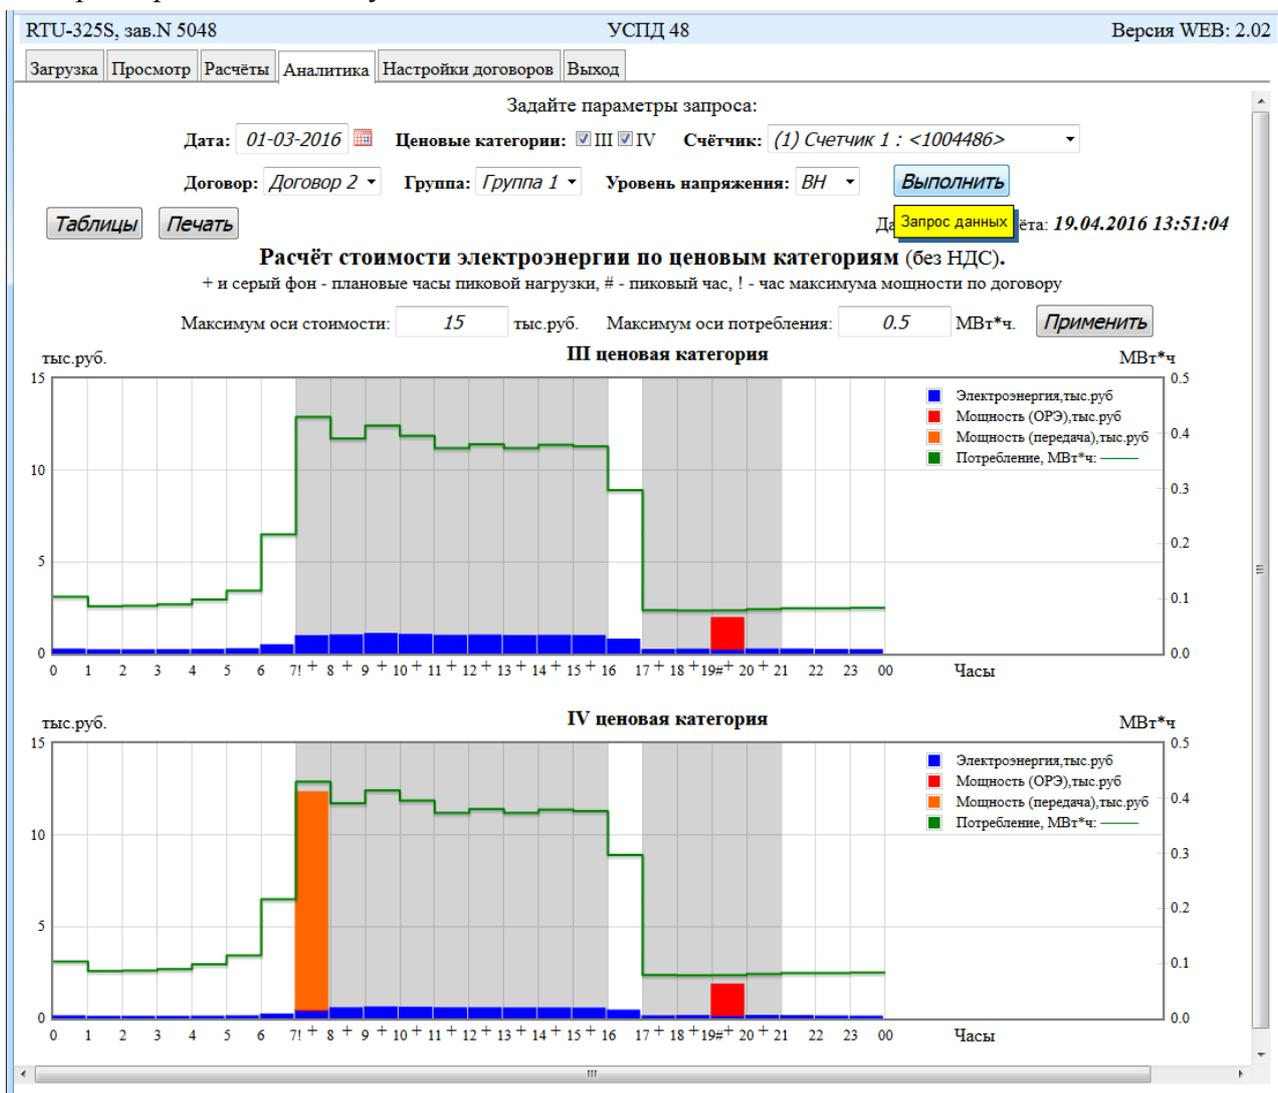 RTU-325S, зав.N 5048 УСПД 48 Версия WEB: 2.02
Загрузка Просмотр Расчёты Аналитика Настройки договоров Выход
Задайте параметры запроса:
Дата: 01-03-2016 Ценовые категории: III IV Счётчик: (1) Счетчик 1 : <1004486>
Договор: Договор 2 Группа: Группа 1 Уровень напряжения: ВН Выполнить
Таблицы Печать Запрос данных 19.04.2016 13:51:04
Расчёт стоимости электроэнергии по ценовым категориям (без НДС).
+ и серый фон - плановые часы пиковой нагрузки, # - пиковый час, ! - час максимума мощности по договору
Максимум оси стоимости: 15 тыс.руб. Максимум оси потребления: 0.5 МВт*ч. Применить
тыс.руб. III ценовая категория МВт*ч
15 0.5
Электроэнергия,тыс.руб
Мощность (ОРЭ),тыс.руб
Мощность (передача),тыс.руб 0.4
Потребление, МВт*ч:
10
0.3
5 0.2
0.1
0 0.0
0 1 2 3 4 5 6 7! + 8 + 9 + 10 + 11 + 12 + 13 + 14 + 15 + 16 17 + 18 + 19#+ 20 + 21 22 23 00 Часы
тыс.руб. IV ценовая категория МВт*ч
15 0.5
Электроэнергия,тыс.руб
Мощность (ОРЭ),тыс.руб
Мощность (передача),тыс.руб 0.4
Потребление, МВт*ч:
10
0.3
5 0.2
0.1
0 0.0
0 1 2 3 4 5 6 7! + 8 + 9 + 10 + 11 + 12 + 13 + 14 + 15 + 16 17 + 18 + 19#+ 20 + 21 22 23 00 Часы